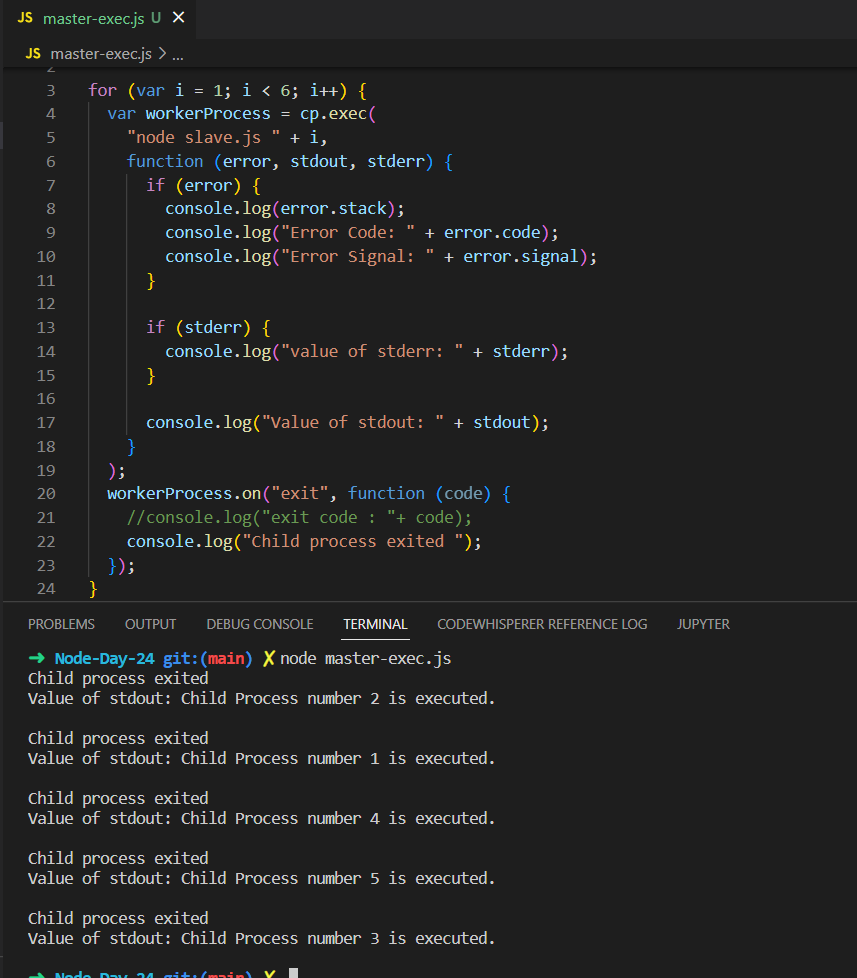 JS master-exec.js U ✕
JS master-exec.js > ...
2
3 for (var i = 1; i < 6; i++) {
4 var workerProcess = cp.exec(
5 "node slave.js " + i,
6 function (error, stdout, stderr) {
7 if (error) {
8 console.log(error.stack);
9 console.log("Error Code: " + error.code);
10 console.log("Error Signal: " + error.signal);
11 }
12
13 if (stderr) {
14 console.log("value of stderr: " + stderr);
15 }
16
17 console.log("Value of stdout: " + stdout);
18 }
19 );
20 workerProcess.on("exit", function (code) {
21 //console.log("exit code : "+ code);
22 console.log("Child process exited ");
23 });
24 }
PROBLEMS OUTPUT DEBUG CONSOLE TERMINAL CODEWHISPERER REFERENCE LOG JUPYTER
➜ Node-Day-24 git:(main) ✗ node master-exec.js
Child process exited
Value of stdout: Child Process number 2 is executed.
Child process exited
Value of stdout: Child Process number 1 is executed.
Child process exited
Value of stdout: Child Process number 4 is executed.
Child process exited
Value of stdout: Child Process number 5 is executed.
Child process exited
Value of stdout: Child Process number 3 is executed.
➜ Node-Day-24 git:(main) ✗